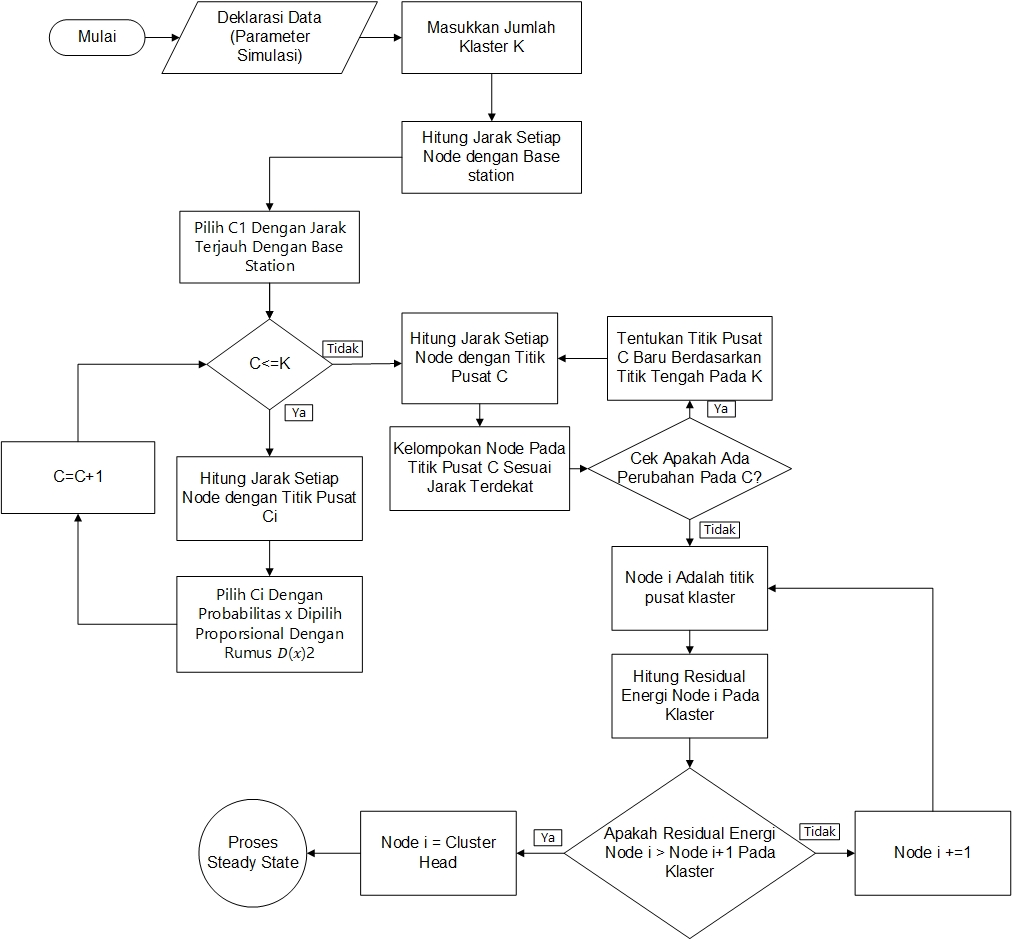 Mulai
Deklarasi Data
(Parameter
Simulasi)
Masukkan Jumlah
Klaster K
Hitung Jarak Setiap
Node dengan Base
station
Pilih C1 Dengan Jarak
Terjauh Dengan Base
Station
C<=K
Tidak
Ya
Hitung Jarak Setiap
Node dengan Titik Pusat
Ci
Pilih Ci Dengan
Probabilitas x Dipilih
Proporsional Dengan
Rumus D(x)2
C=C+1
Hitung Jarak Setiap
Node dengan Titik
Pusat C
Kelompokan Node Pada
Titik Pusat C Sesuai
Jarak Terdekat
Cek Apakah Ada
Perubahan Pada C?
Ya
Tentukan Titik Pusat
C Baru Berdasarkan
Titik Tengah Pada K
Tidak
Node i Adalah titik
pusat klaster
Hitung Residual
Energi Node i Pada
Klaster
Apakah Residual Energi
Node i > Node i+1 Pada
Klaster
Tidak
Node i +=1
Ya
Node i = Cluster
Head
Proses
Steady State